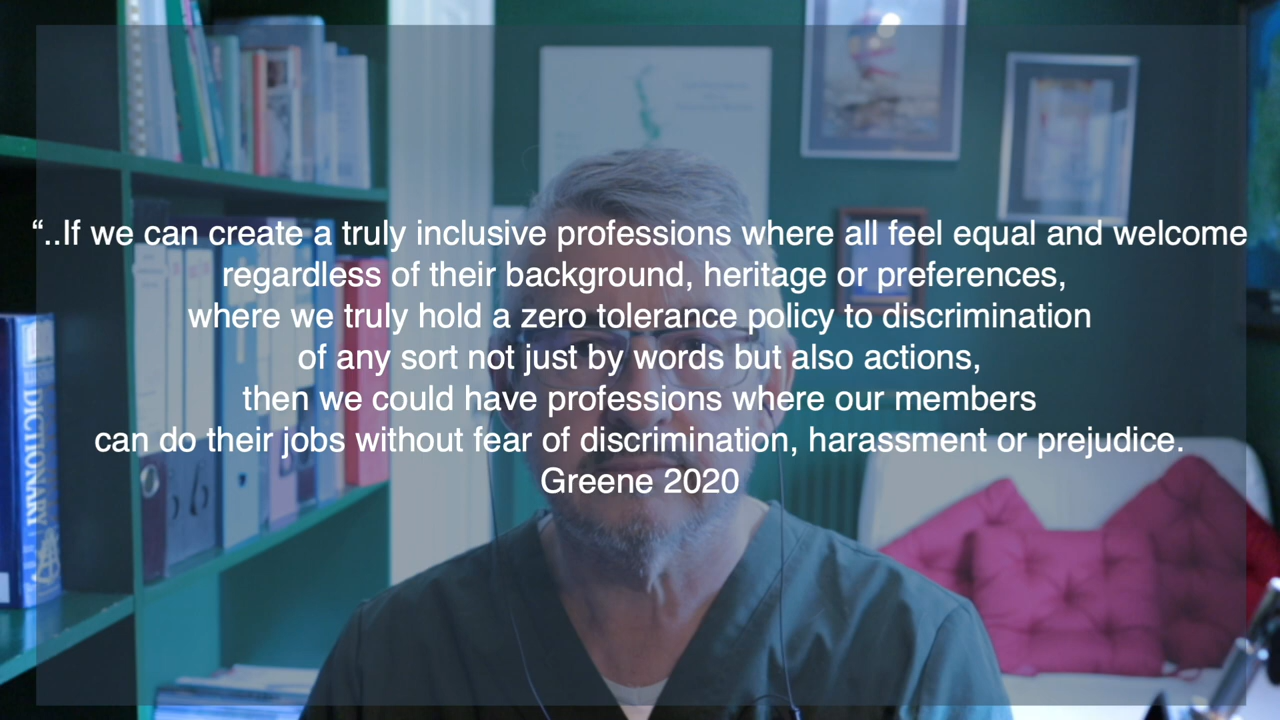 “..If we can create a truly inclusive professions where all feel equal and welcome
regardless of their background, heritage or preferences,
where we truly hold a zero tolerance policy to discrimination
of any sort not just by words but also actions,
then we could have professions where our members
can do their jobs without fear of discrimination, harassment or prejudice.
Greene 2020
DICTIONARY